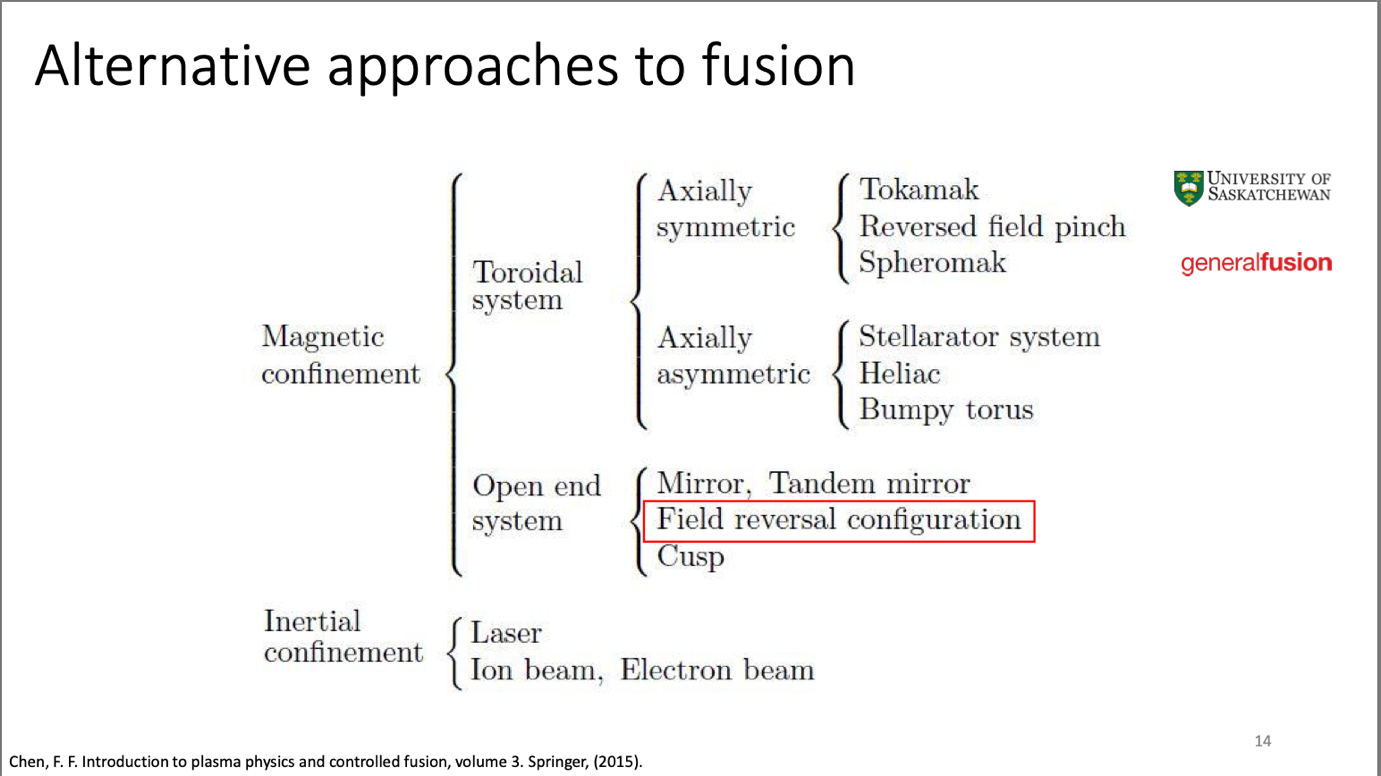 Alternative approaches to fusion
UNIVERSITY OF
SASKATCHEWAN
generalfusion
Magnetic
confinement
Toroidal
system
Axially
symmetric
Tokamak
Reversed field pinch
Spheromak
Axially
asymmetric
Stellarator system
Heliac
Bumpy torus
Open end
system
Mirror, Tandem mirror
Field reversal configuration
Cusp
Inertial
confinement
Laser
Ion beam, Electron beam
14
Chen, F. F. Introduction to plasma physics and controlled fusion, volume 3. Springer, (2015).